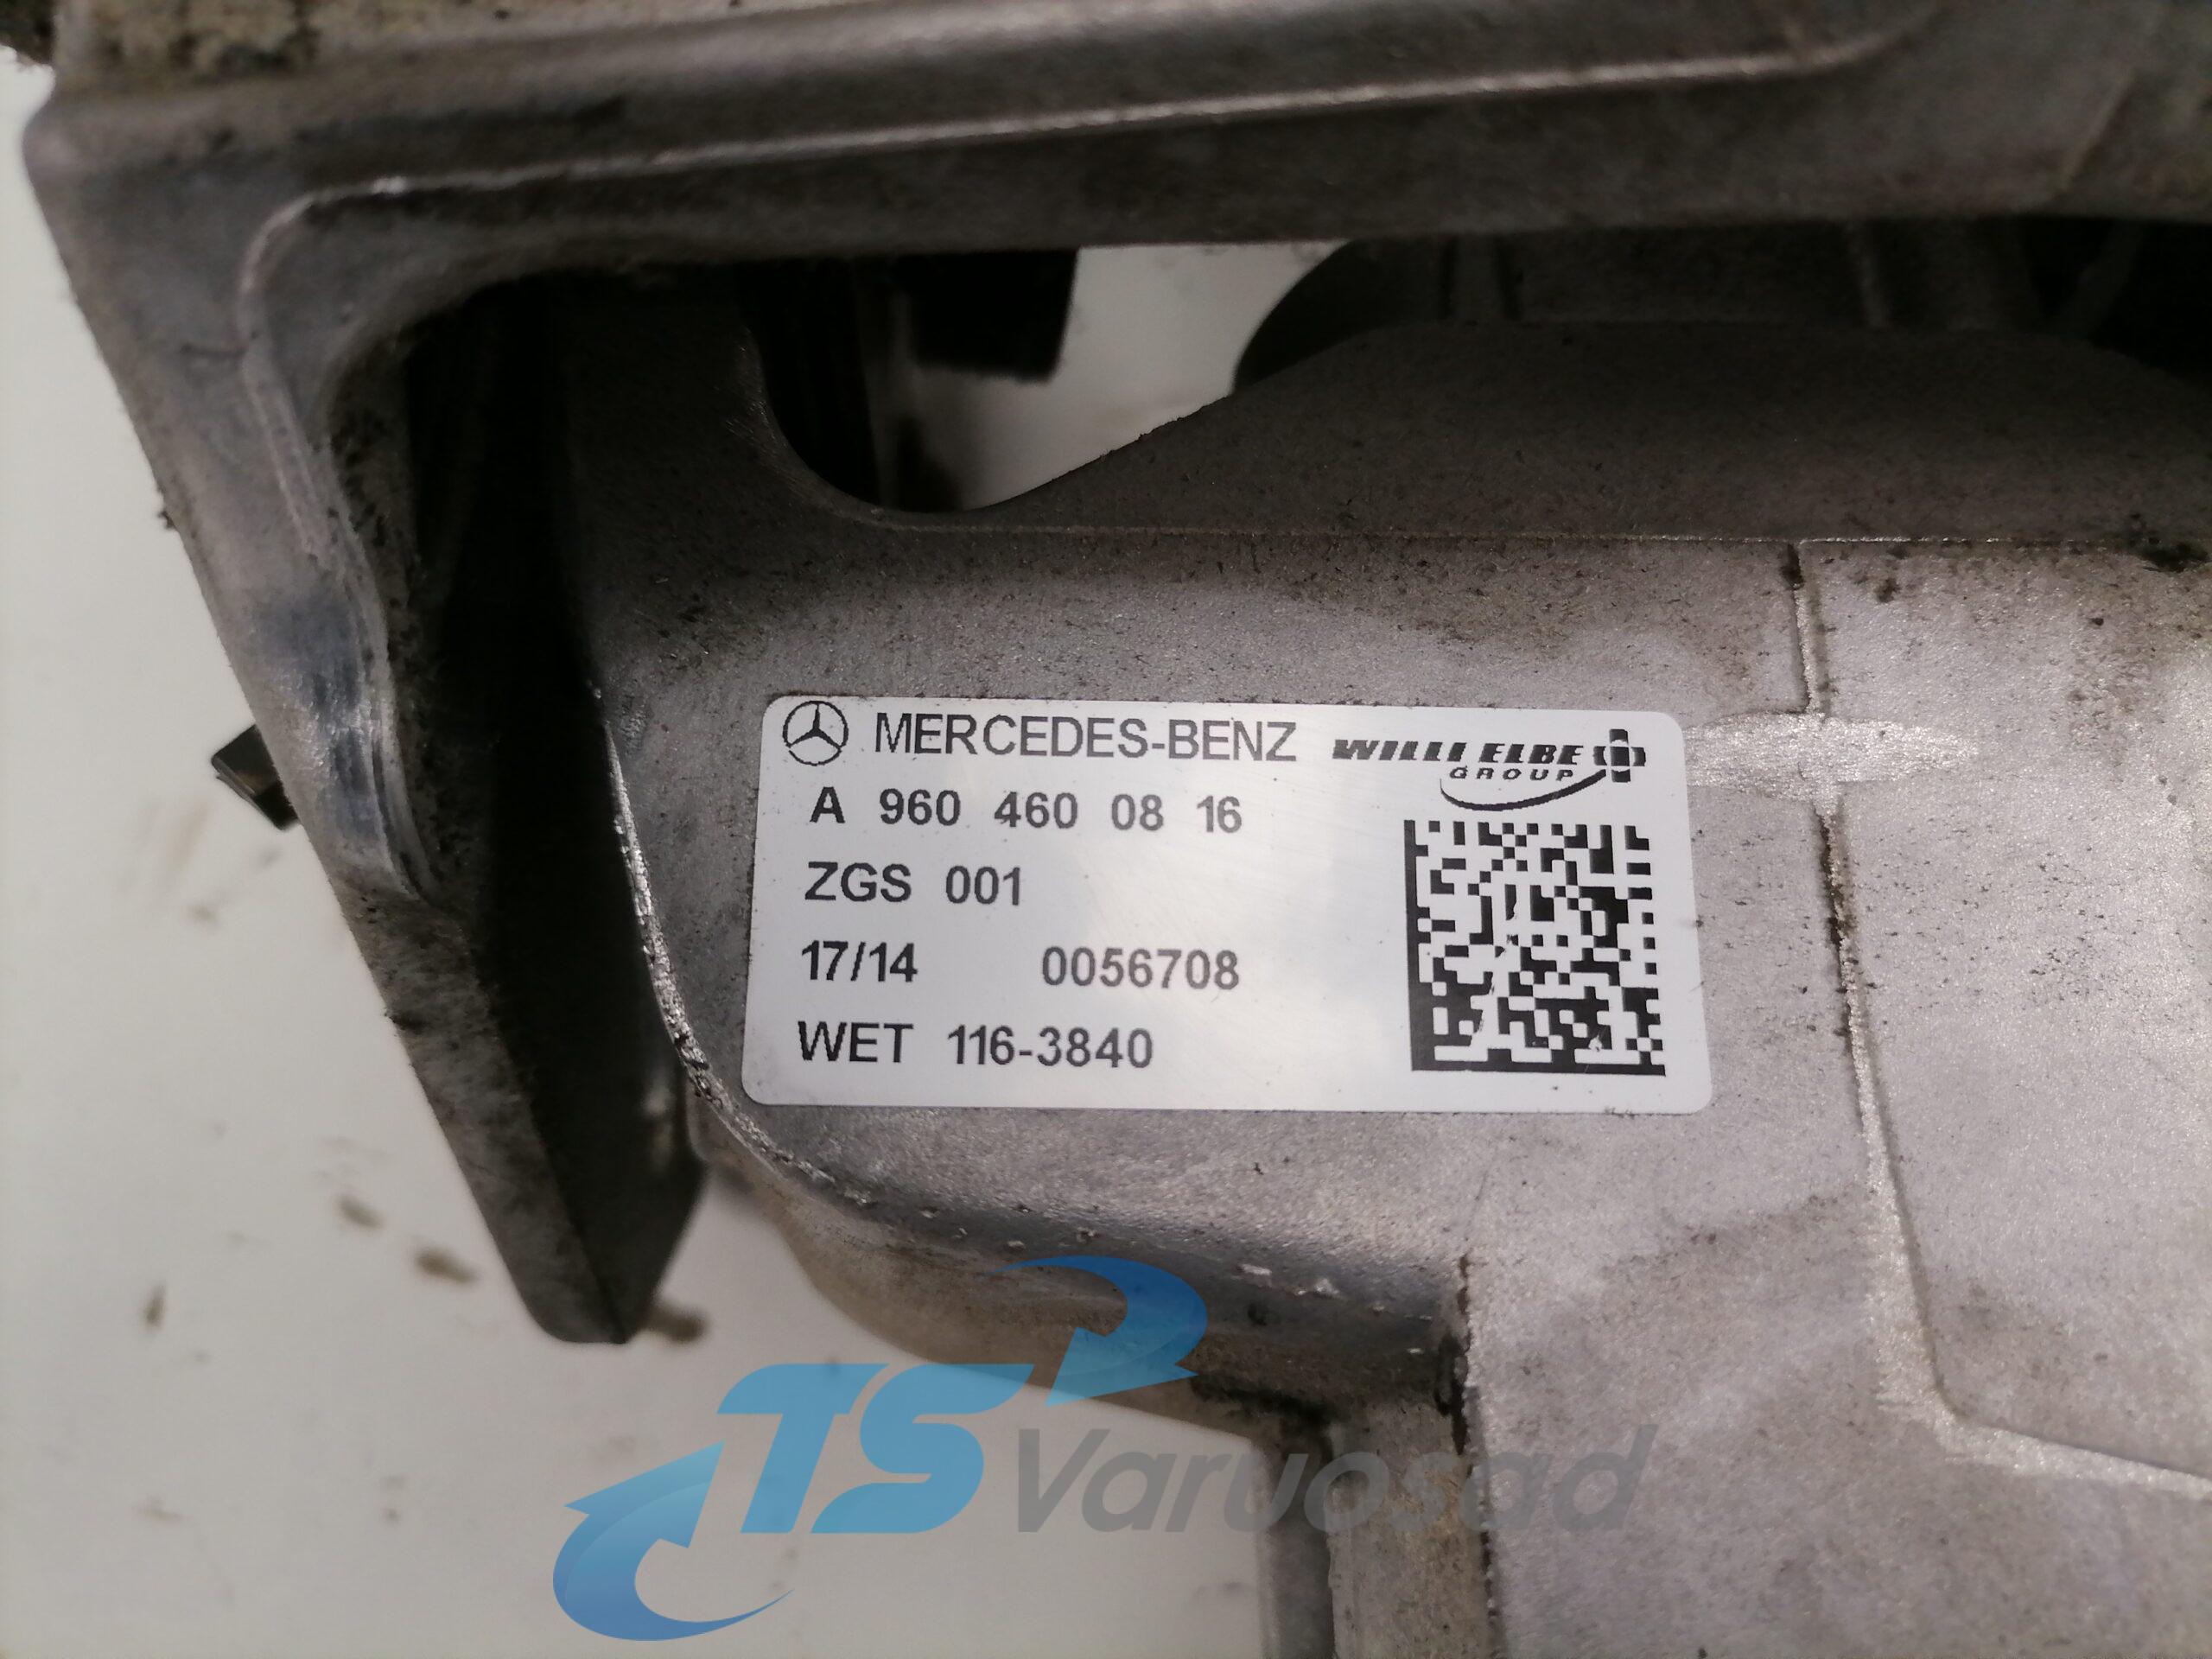 MERCEDES-BENZ WILLI ELBE
GROUP
A 960 460 08 16
ZGS 001
17/14 0056708
WET 116-3840
TS Varuosad